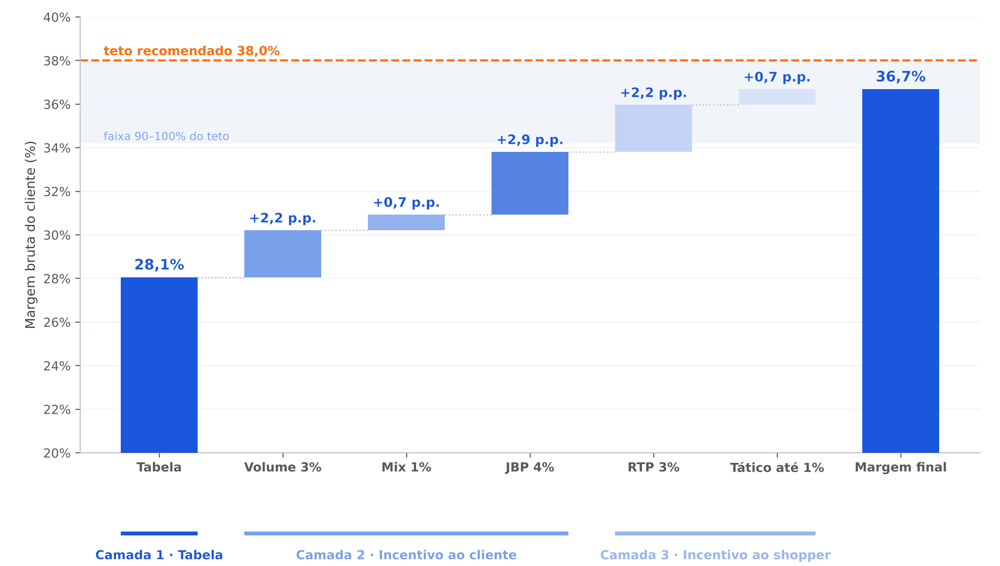 40%
teto recomendado 38,0%
38%
+0,7 p.p.
36,7%
+2,2 p.p.
36%
faixa 90–100% do teto
+2,9 p.p.
34%
Margem bruta do cliente (%)
32%
+0,7 p.p.
+2,2 p.p.
30%
28,1%
28%
26%
24%
22%
20%
Tabela
Volume 3%
Mix 1%
JBP 4%
RTP 3%
Tático até 1%
Margem final
Camada 1 · Tabela
Camada 2 · Incentivo ao cliente
Camada 3 · Incentivo ao shopper